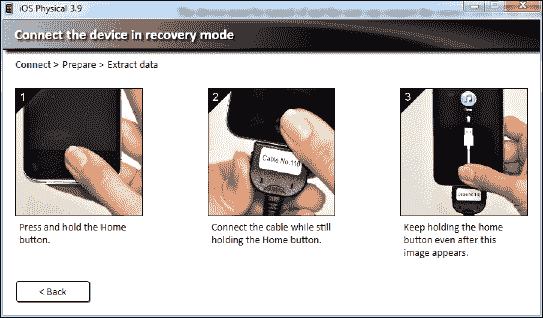 iOS Physical 3.9
Connect the device in recovery mode
Connect > Prepare > Extract data
1
2
3
Cable No.110
Press and hold the Home
button.
Connect the cable while still
holding the Home button.
Keep holding the home
button even after this
image appears.
< Back